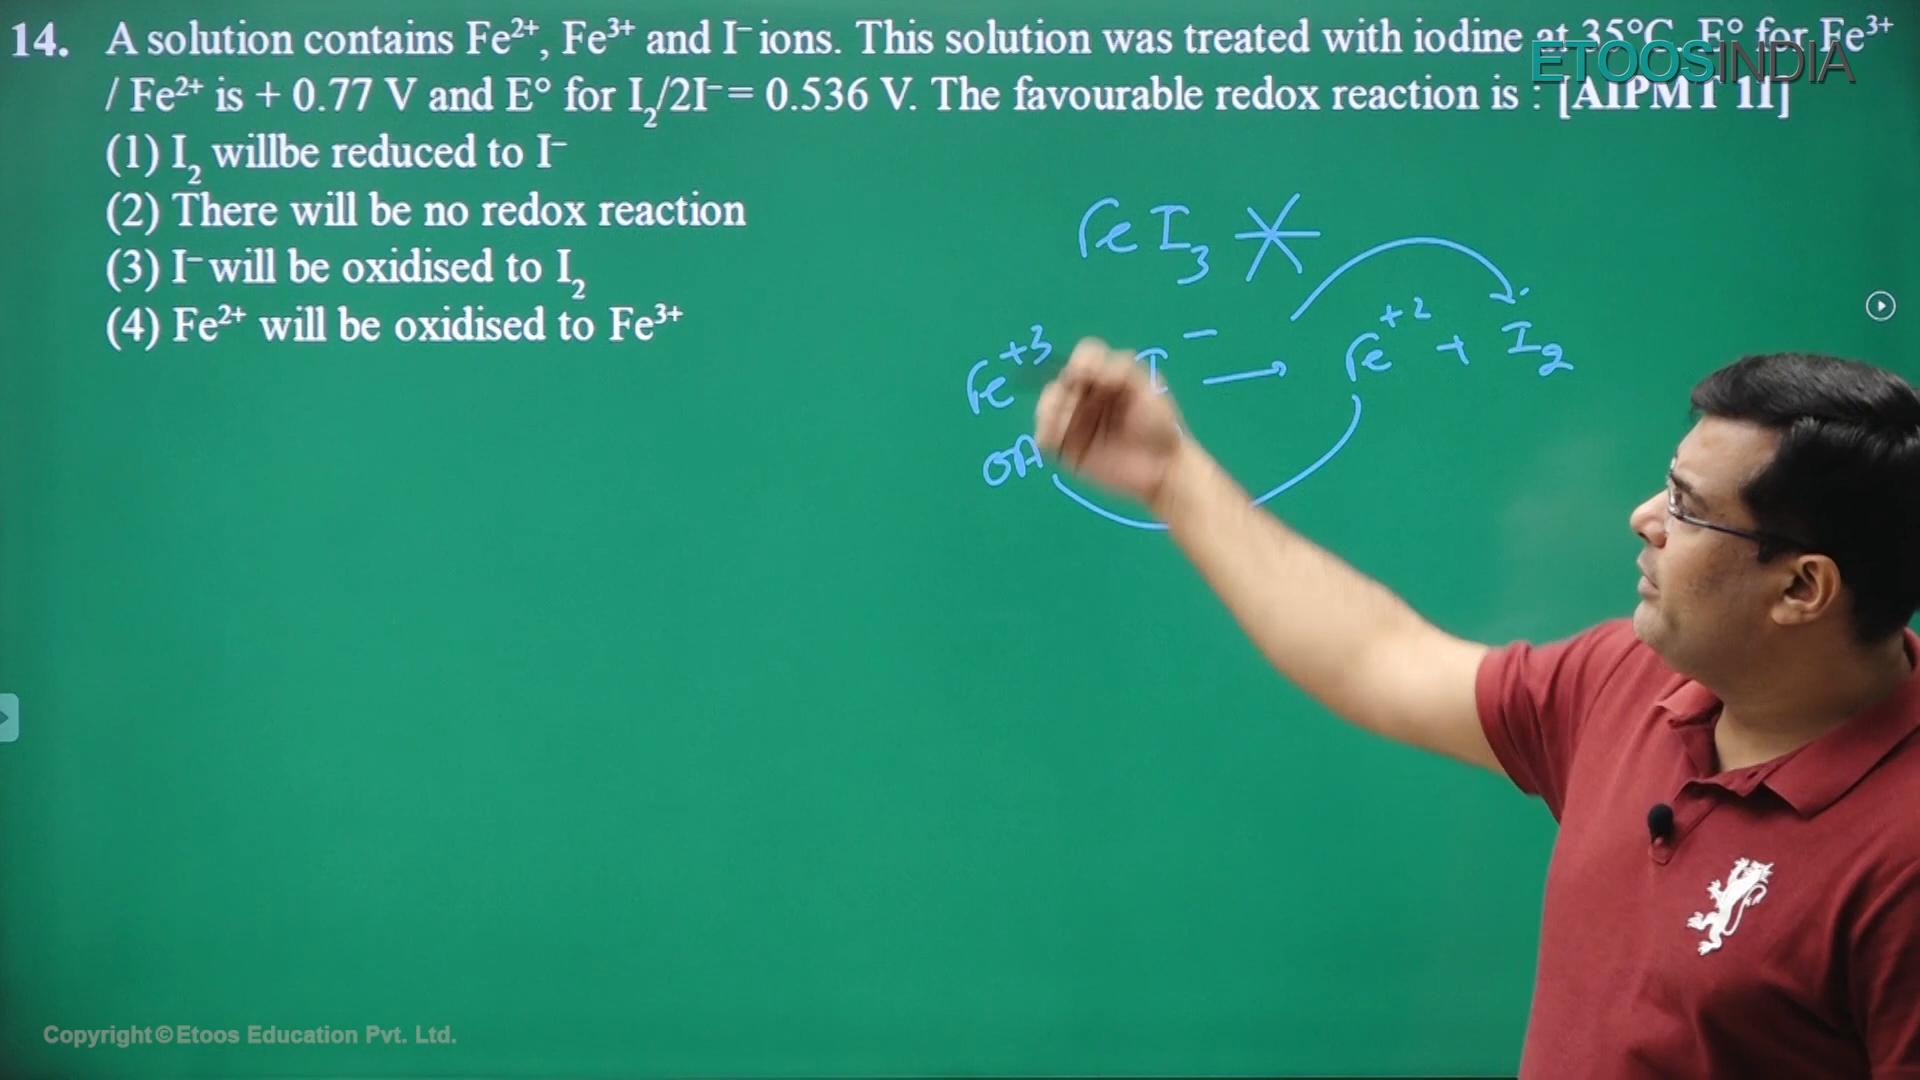 14. A solution contains Fe²⁺, Fe³⁺ and I⁻ ions. This solution was treated with iodine at 35°C. E° for Fe³⁺
/ Fe²⁺ is + 0.77 V and E° for I₂/2I⁻ = 0.536 V. The favourable redox reaction is : [AIPMT 11]
ETOOSINDIA
(1) I₂ willbe reduced to I⁻
(2) There will be no redox reaction
(3) I⁻ will be oxidised to I₂
(4) Fe²⁺ will be oxidised to Fe³⁺
FeI₃
Fe⁺³ I⁻ → Fe⁺² + I₂
OA
Copyright © Etoos Education Pvt. Ltd.